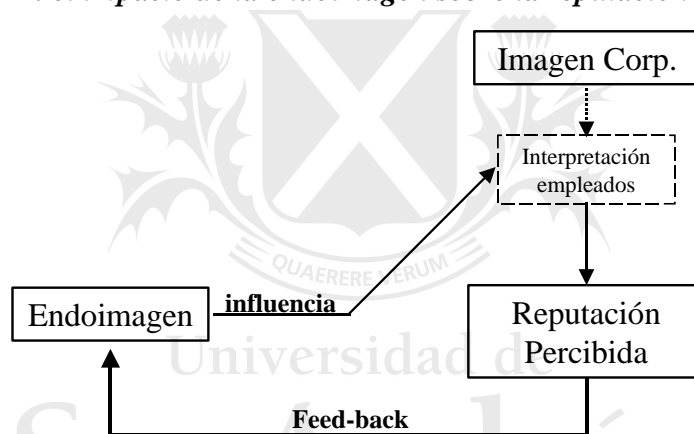 Imagen Corp.
Interpretación
empleados
QUAERERE VERUM
Endoimagen
influencia
Reputación
Percibida
Universidad de
Feed-back